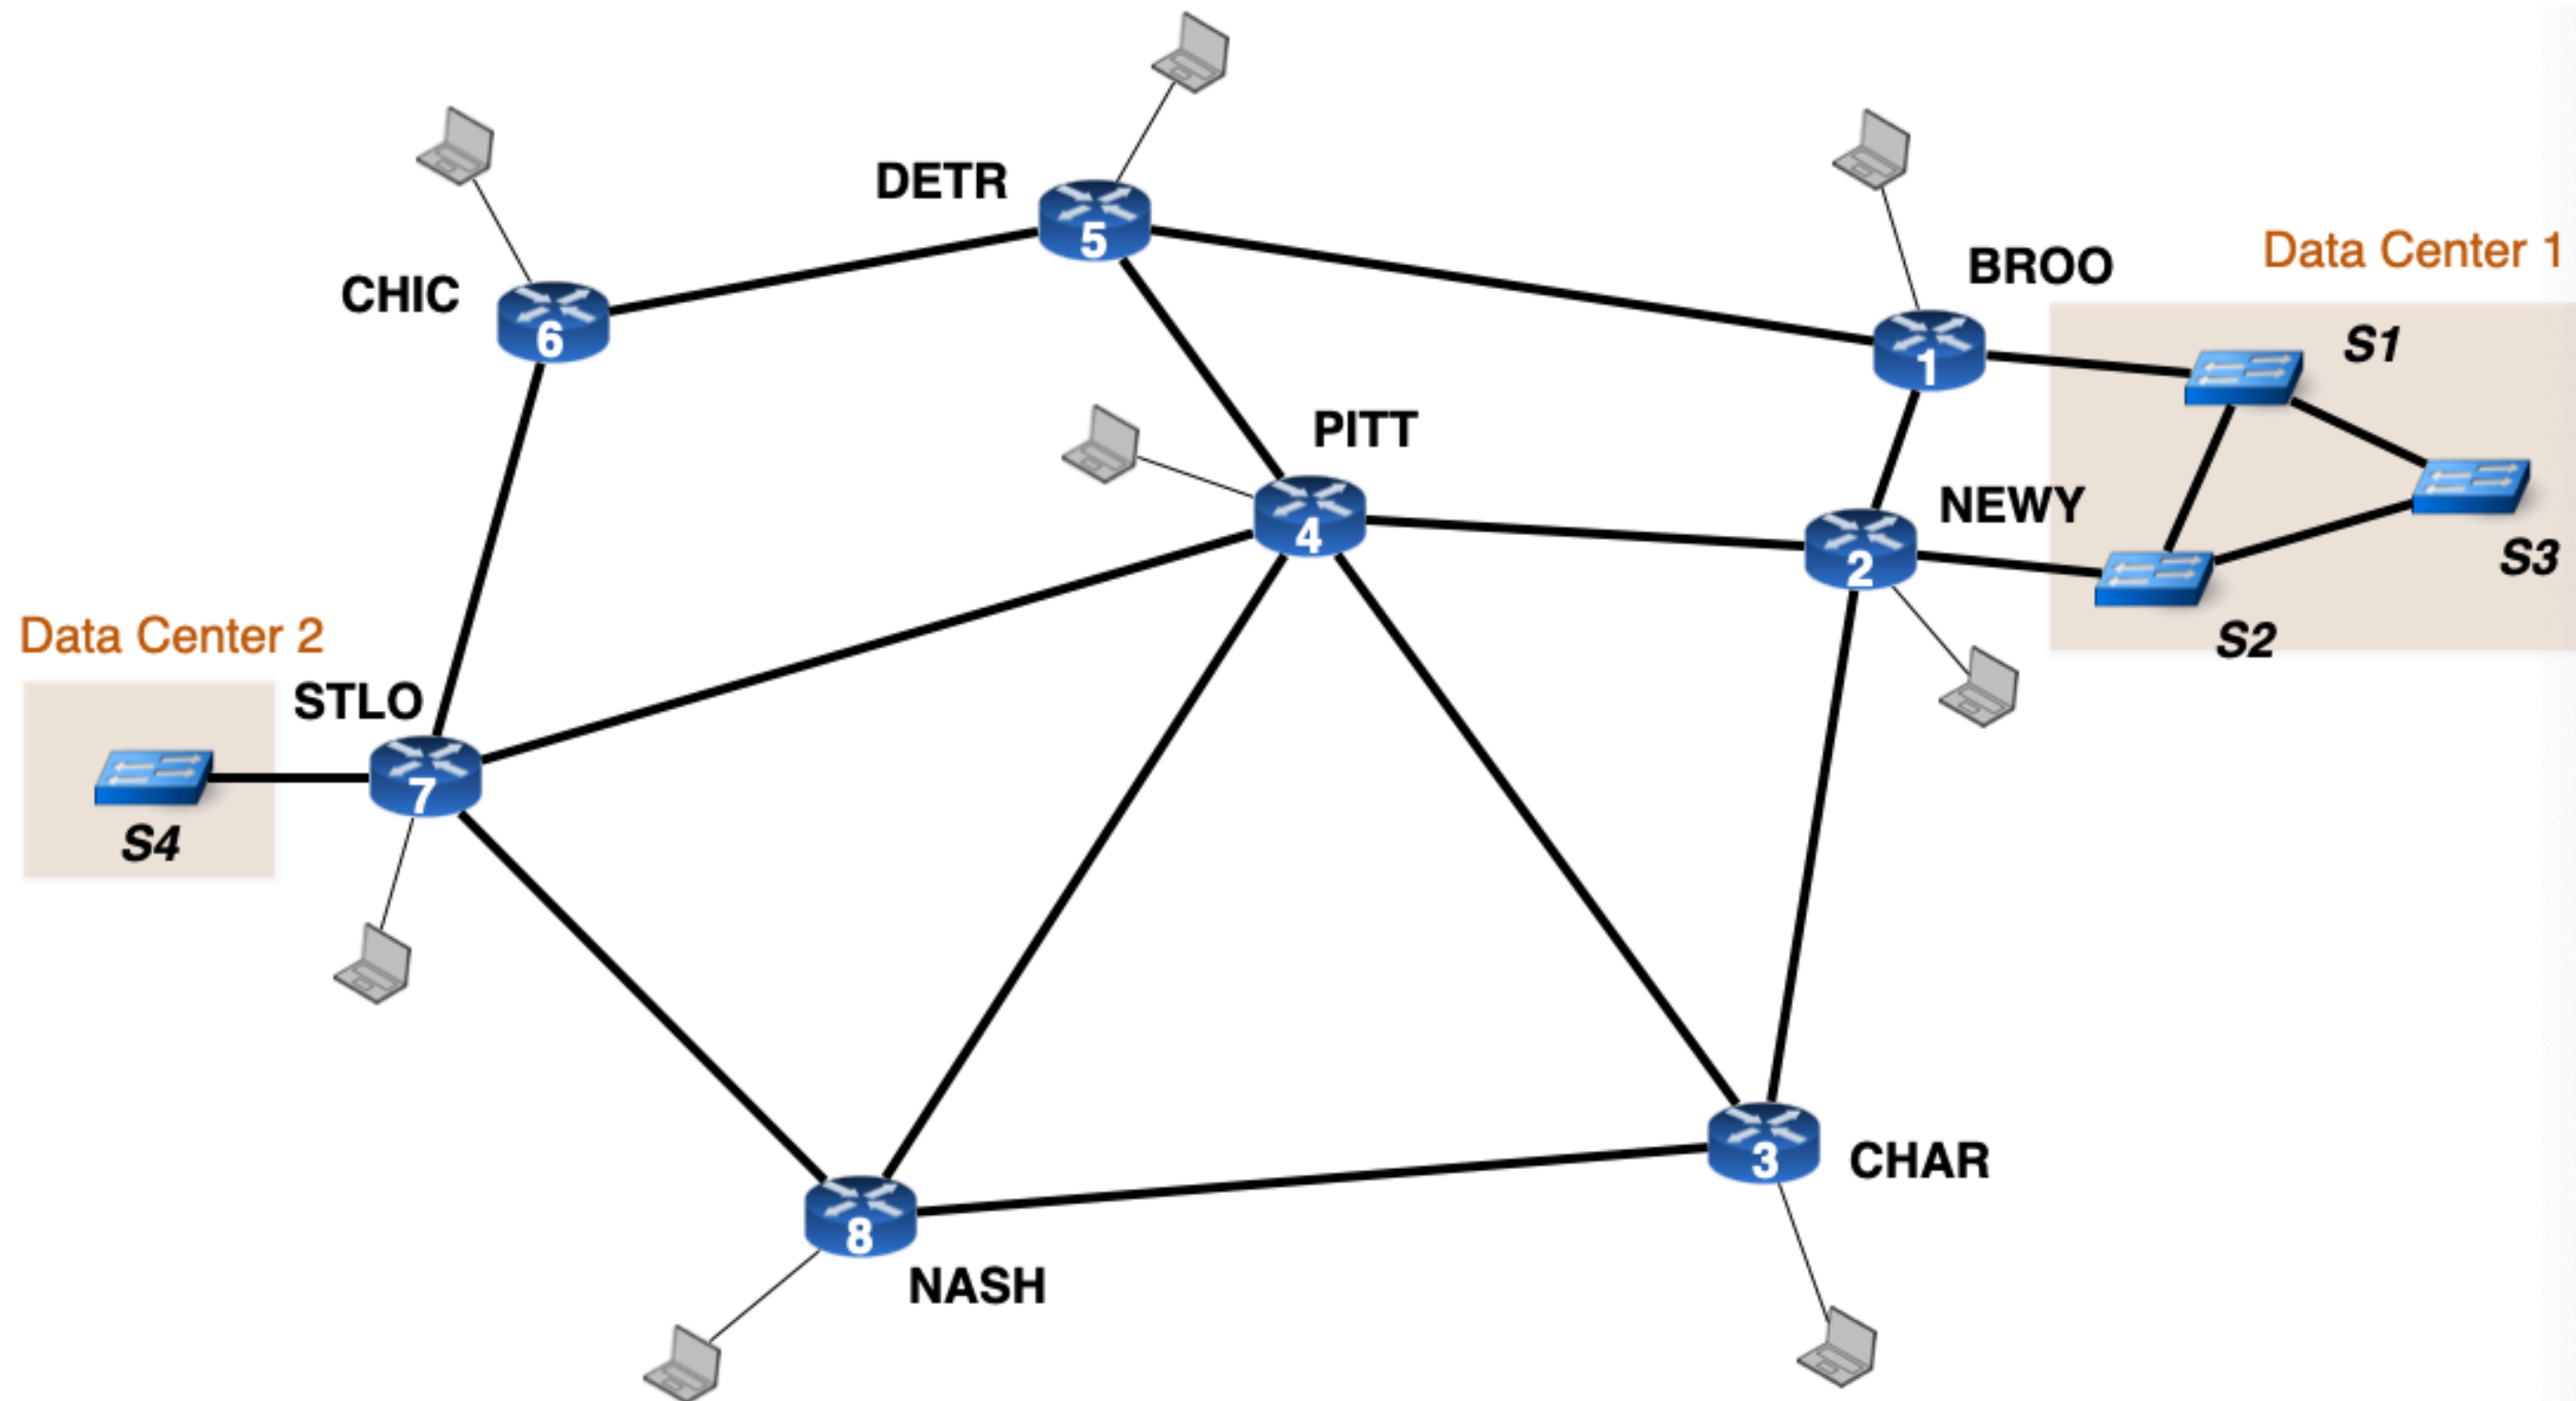 DETR
5
BROO
Data Center 1
CHIC
6
1
S1
PITT
4
NEWY
2
S3
S2
Data Center 2
STLO
7
S4
3
CHAR
8
NASH